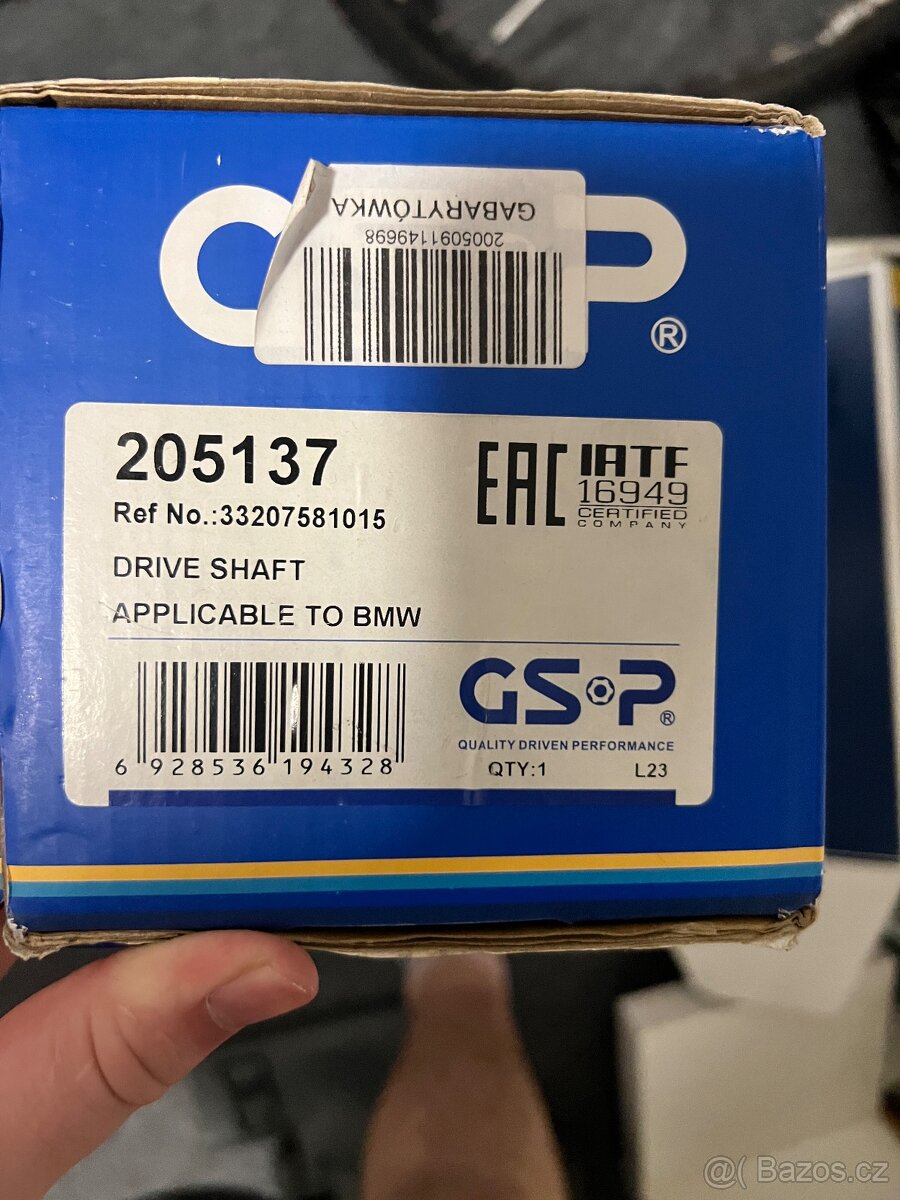 GABARYTÓWKA
2005091149698
P
®
205137
Ref No.:33207581015
DRIVE SHAFT
APPLICABLE TO BMW
EAC
IATF
16949
CERTIFIED
COMPANY
6 928536 194328
GSP®
QUALITY DRIVEN PERFORMANCE
QTY:1
L23
@( Bazos.cz